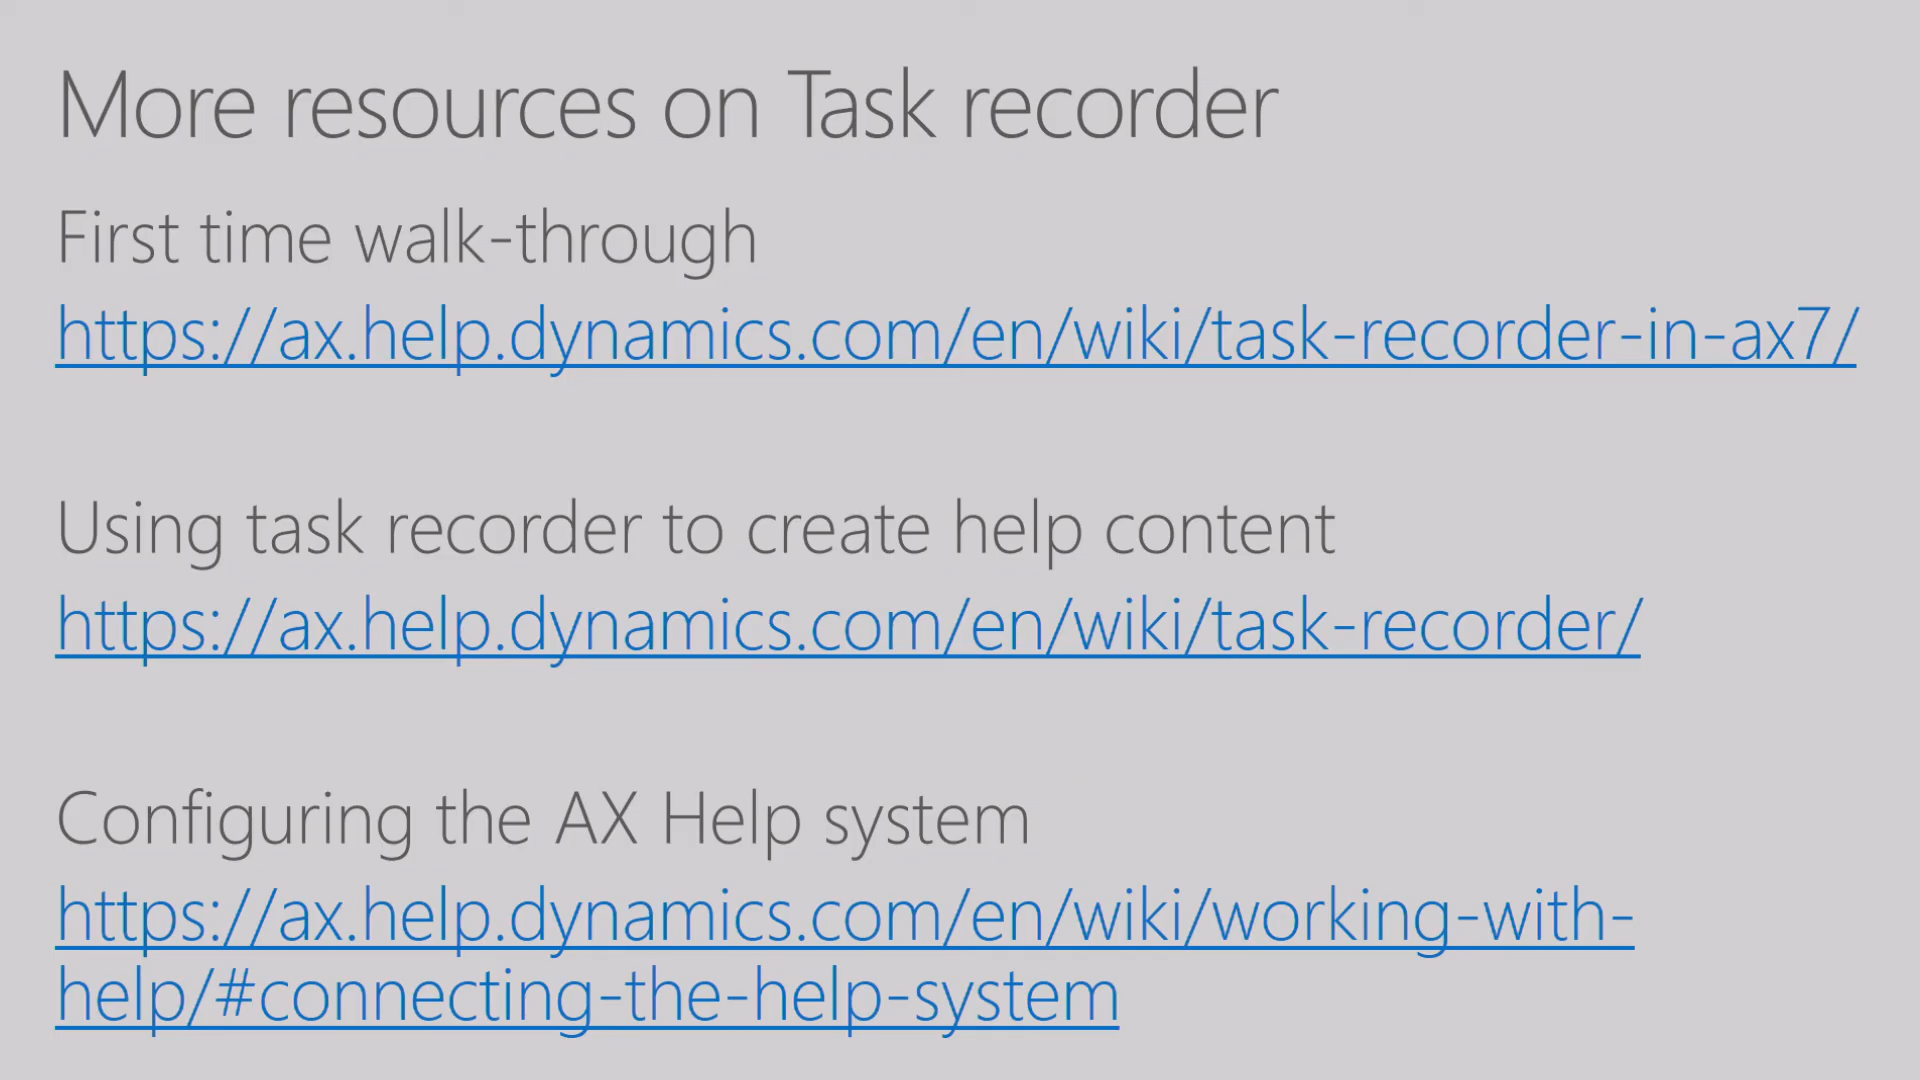 More resources on Task recorder
First time walk-through
https://ax.help.dynamics.com/en/wiki/task-recorder-in-ax7/
Using task recorder to create help content
https://ax.help.dynamics.com/en/wiki/task-recorder/
Configuring the AX Help system
https://ax.help.dynamics.com/en/wiki/working-with-
help/#connecting-the-help-system